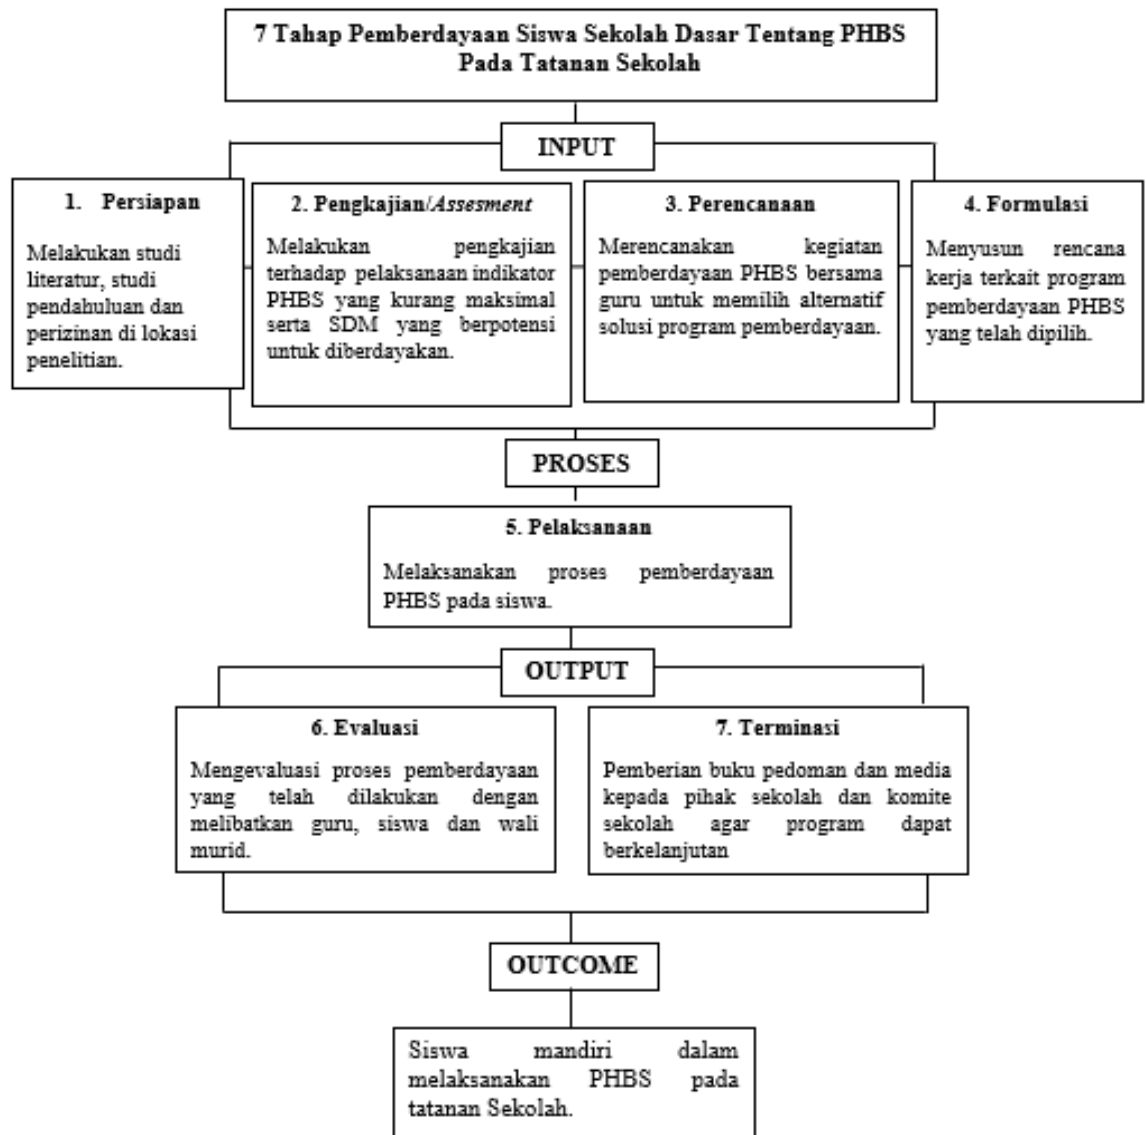 7 Tahap Pemberdayaan Siswa Sekolah Dasar Tentang PHBS
Pada Tatanan Sekolah
INPUT
1. Persiapan
Melakukan studi
literatur, studi
pendahuluan dan
perizinan di lokasi
penelitian.
2. Pengkajian/Assesment
Melakukan pengkajian
terhadap pelaksanaan indikator
PHBS yang kurang maksimal
serta SDM yang berpotensi
untuk diberdayakan.
3. Perencanaan
Merencanakan kegiatan
pemberdayaan PHBS bersama
guru untuk memilih alternatif
solusi program pemberdayaan.
4. Formulasi
Menyusun rencana
kerja terkait program
pemberdayaan PHBS
yang telah dipilih.
PROSES
5. Pelaksanaan
Melaksanakan proses pemberdayaan
PHBS pada siswa.
OUTPUT
6. Evaluasi
Mengevaluasi proses pemberdayaan
yang telah dilakukan dengan
melibatkan guru, siswa dan wali
murid.
7. Terminasi
Pemberian buku pedoman dan media
kepada pihak sekolah dan komite
sekolah agar program dapat
berkelanjutan
OUTCOME
Siswa mandiri dalam
melaksanakan PHBS pada
tatanan Sekolah.